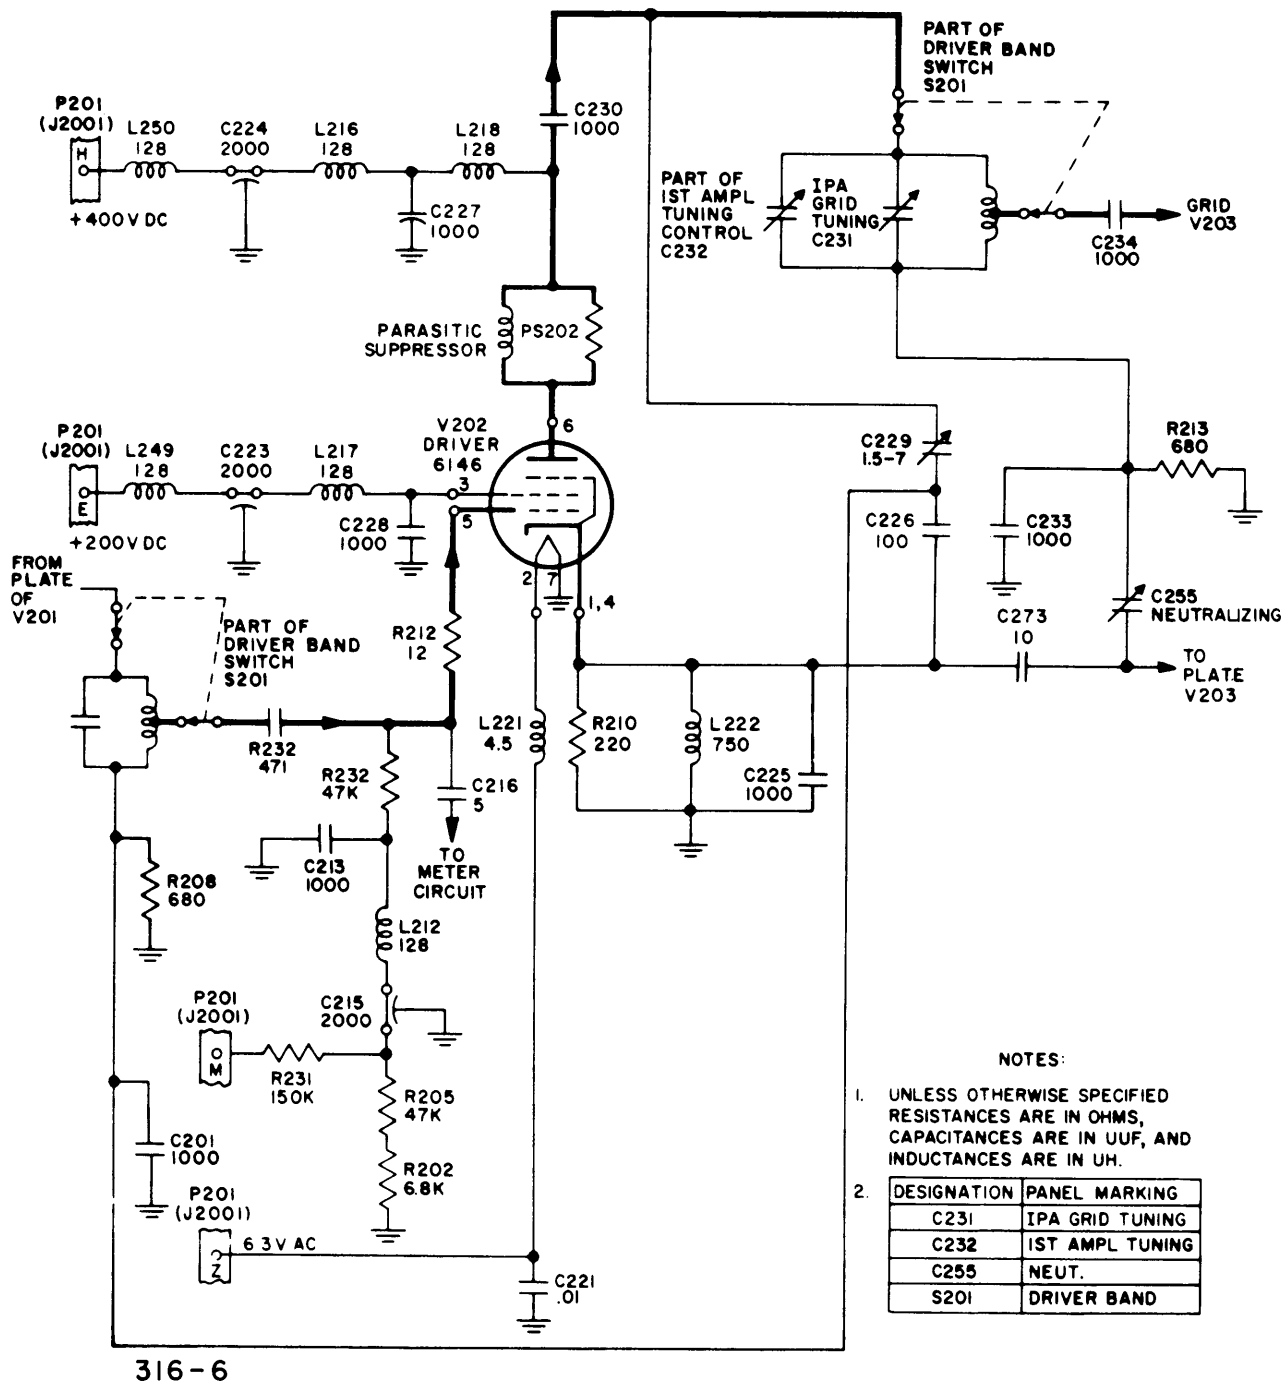 PART OF
DRIVER BAND
SWITCH
S201
P201
(J2001)
H
+400V DC
L250
128
C224
2000
L216
128
L218
128
C230
1000
C227
1000
PART OF
1ST AMPL
TUNING
CONTROL
C232
IPA
GRID
TUNING
C231
GRID
V203
C234
1000
PARASITIC
SUPPRESSOR
PS202
V202
DRIVER
6146
6
3
5
2
7
1,4
P201
(J2001)
E
+200V DC
L249
128
C223
2000
L217
128
C228
1000
C229
1.5-7
R213
680
C226
100
C233
1000
C255
NEUTRALIZING
C273
10
TO
PLATE
V203
FROM
PLATE
OF
V201
PART OF
DRIVER BAND
SWITCH
S201
R212
12
R232
471
R232
47K
C216
5
TO
METER
CIRCUIT
L221
4.5
R210
220
L222
750
C225
1000
C213
1000
R208
680
L212
128
P201
(J2001)
M
C215
2000
R231
150K
R205
47K
R202
6.8K
C201
1000
P201
(J2001)
Z
6 3V AC
C221
.01
NOTES:
1. UNLESS OTHERWISE SPECIFIED
RESISTANCES ARE IN OHMS,
CAPACITANCES ARE IN UUF, AND
INDUCTANCES ARE IN UH.
2. DESIGNATION PANEL MARKING
C231 IPA GRID TUNING
C232 1ST AMPL TUNING
C255 NEUT.
S201 DRIVER BAND
316-6